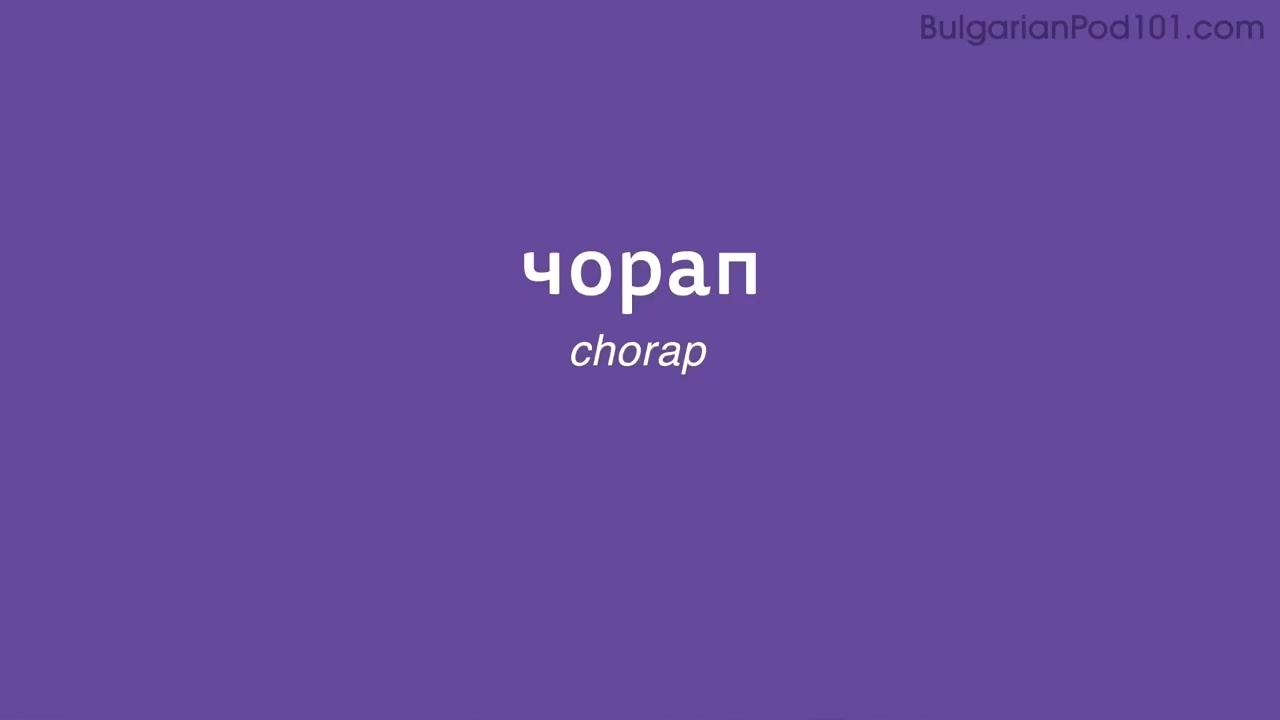 BulgarianPod101.com
чорап
chorap